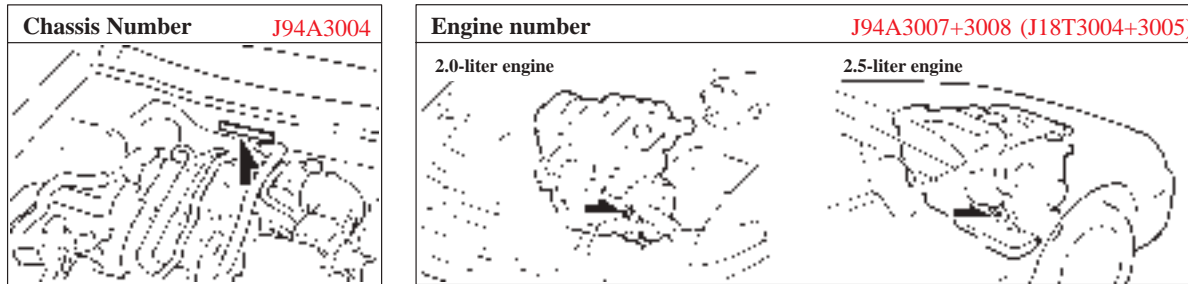 Chassis Number J94A3004
Engine number J94A3007+3008 (J18T3004+3005)
2.0-liter engine 2.5-liter engine